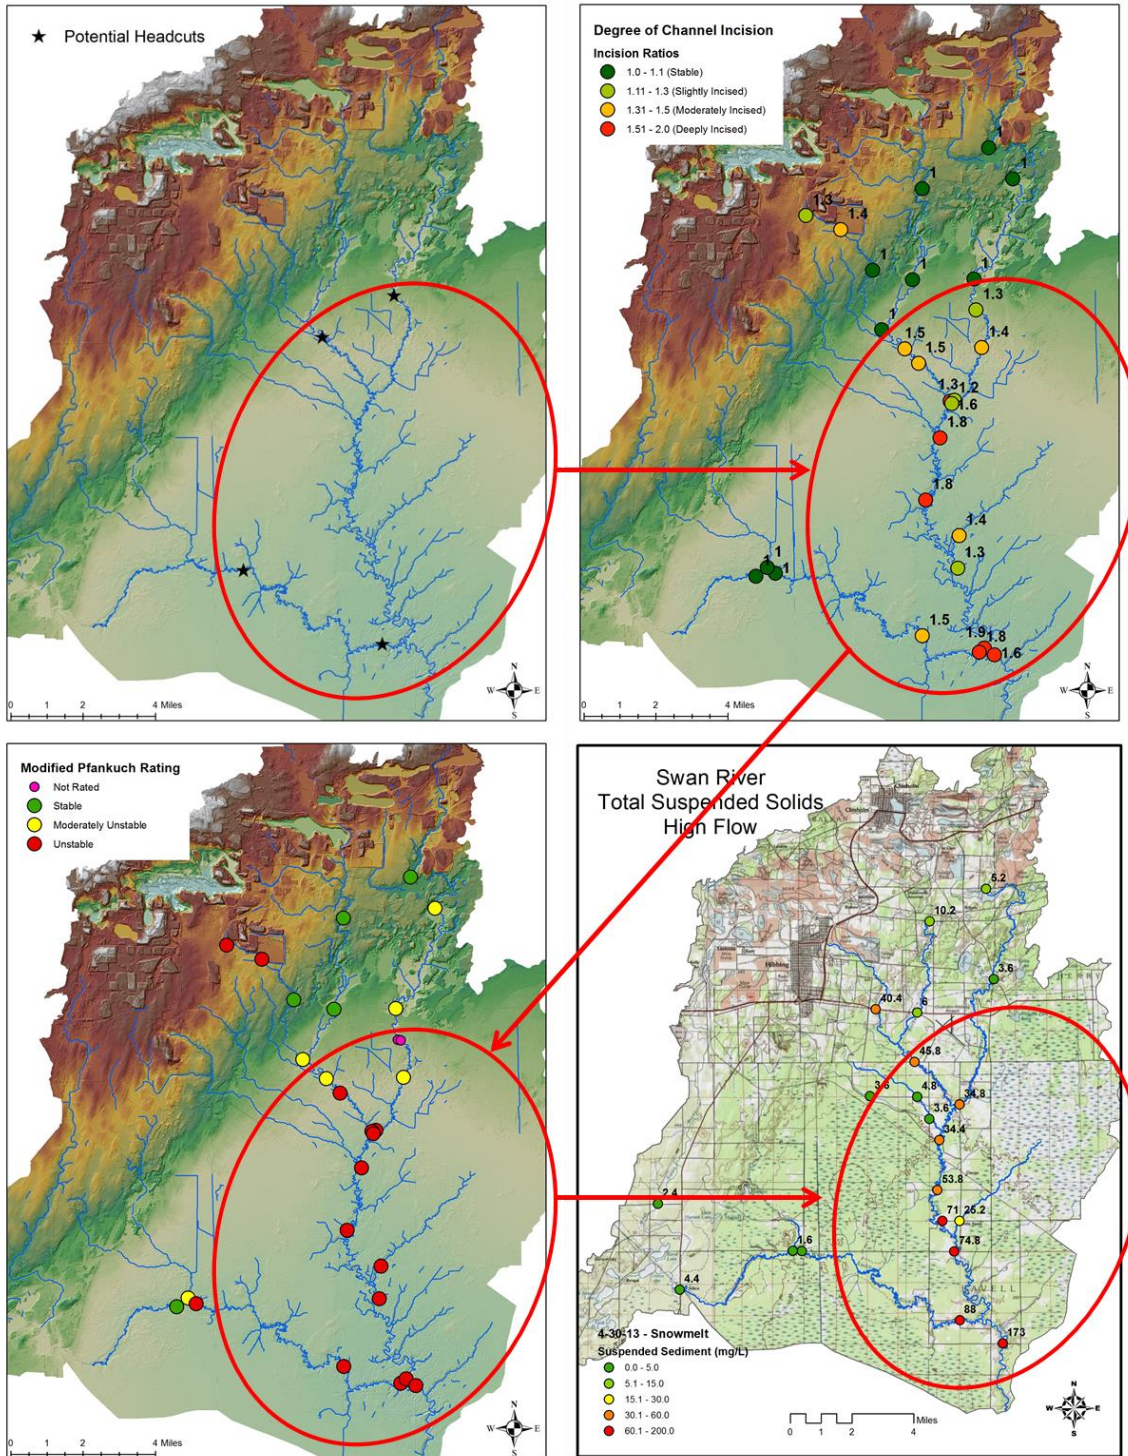 Potential Headcuts
N
W
E
S
0 1 2 4 Miles
Degree of Channel Incision
Incision Ratios
1.0 - 1.1 (Stable)
1.11 - 1.3 (Slightly Incised)
1.31 - 1.5 (Moderately Incised)
1.51 - 2.0 (Deeply Incised)
1
1
1
1.3
1.4
1
1
1
1
1.3
1.5
1.4
1.5
1.3
1.2
1.6
1.8
1.8
1.4
1.3
1
1
1
1.5
1.9
1.8
1.6
N
W
E
S
0 1 2 4 Miles
Modified Pfankuch Rating
Not Rated
Stable
Moderately Unstable
Unstable
N
W
E
S
0 1 2 4 Miles
Swan River
Total Suspended Solids
High Flow
Chisholm
Hibbing
5.2
10.2
3.6
40.4
6
45.8
3.6
4.8
34.8
3.6
34.4
53.8
2.4
71
25.2
1.6
74.8
4.4
88
173
4-30-13 - Snowmelt
Suspended Sediment (mg/L)
0.0 - 5.0
5.1 - 15.0
15.1 - 30.0
30.1 - 60.0
60.1 - 200.0
N
W
E
S
0 1 2 4
Miles